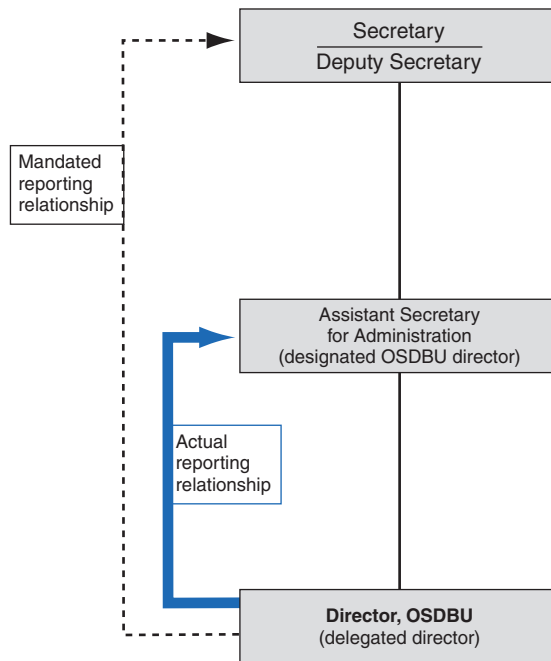 Secretary
Deputy Secretary
Mandated
reporting
relationship
Assistant Secretary
for Administration
(designated OSDBU director)
Actual
reporting
relationship
Director, OSDBU
(delegated director)